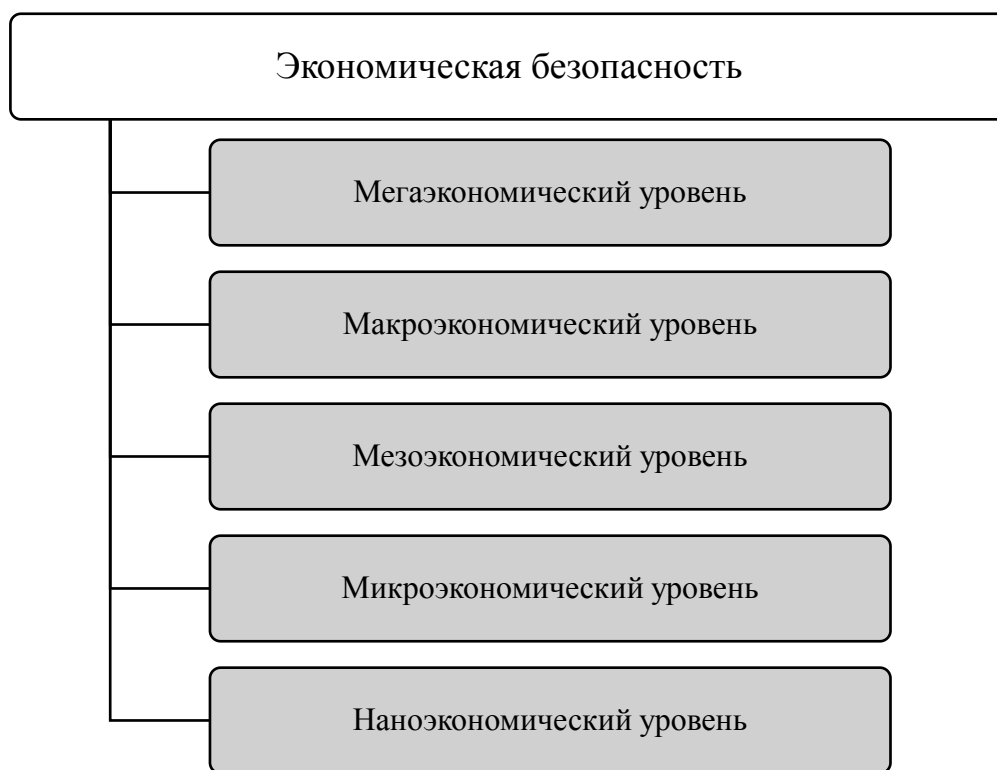 Экономическая безопасность
Мегаэкономический уровень
Макроэкономический уровень
Мезоэкономический уровень
Микроэкономический уровень
Наноэкономический уровень